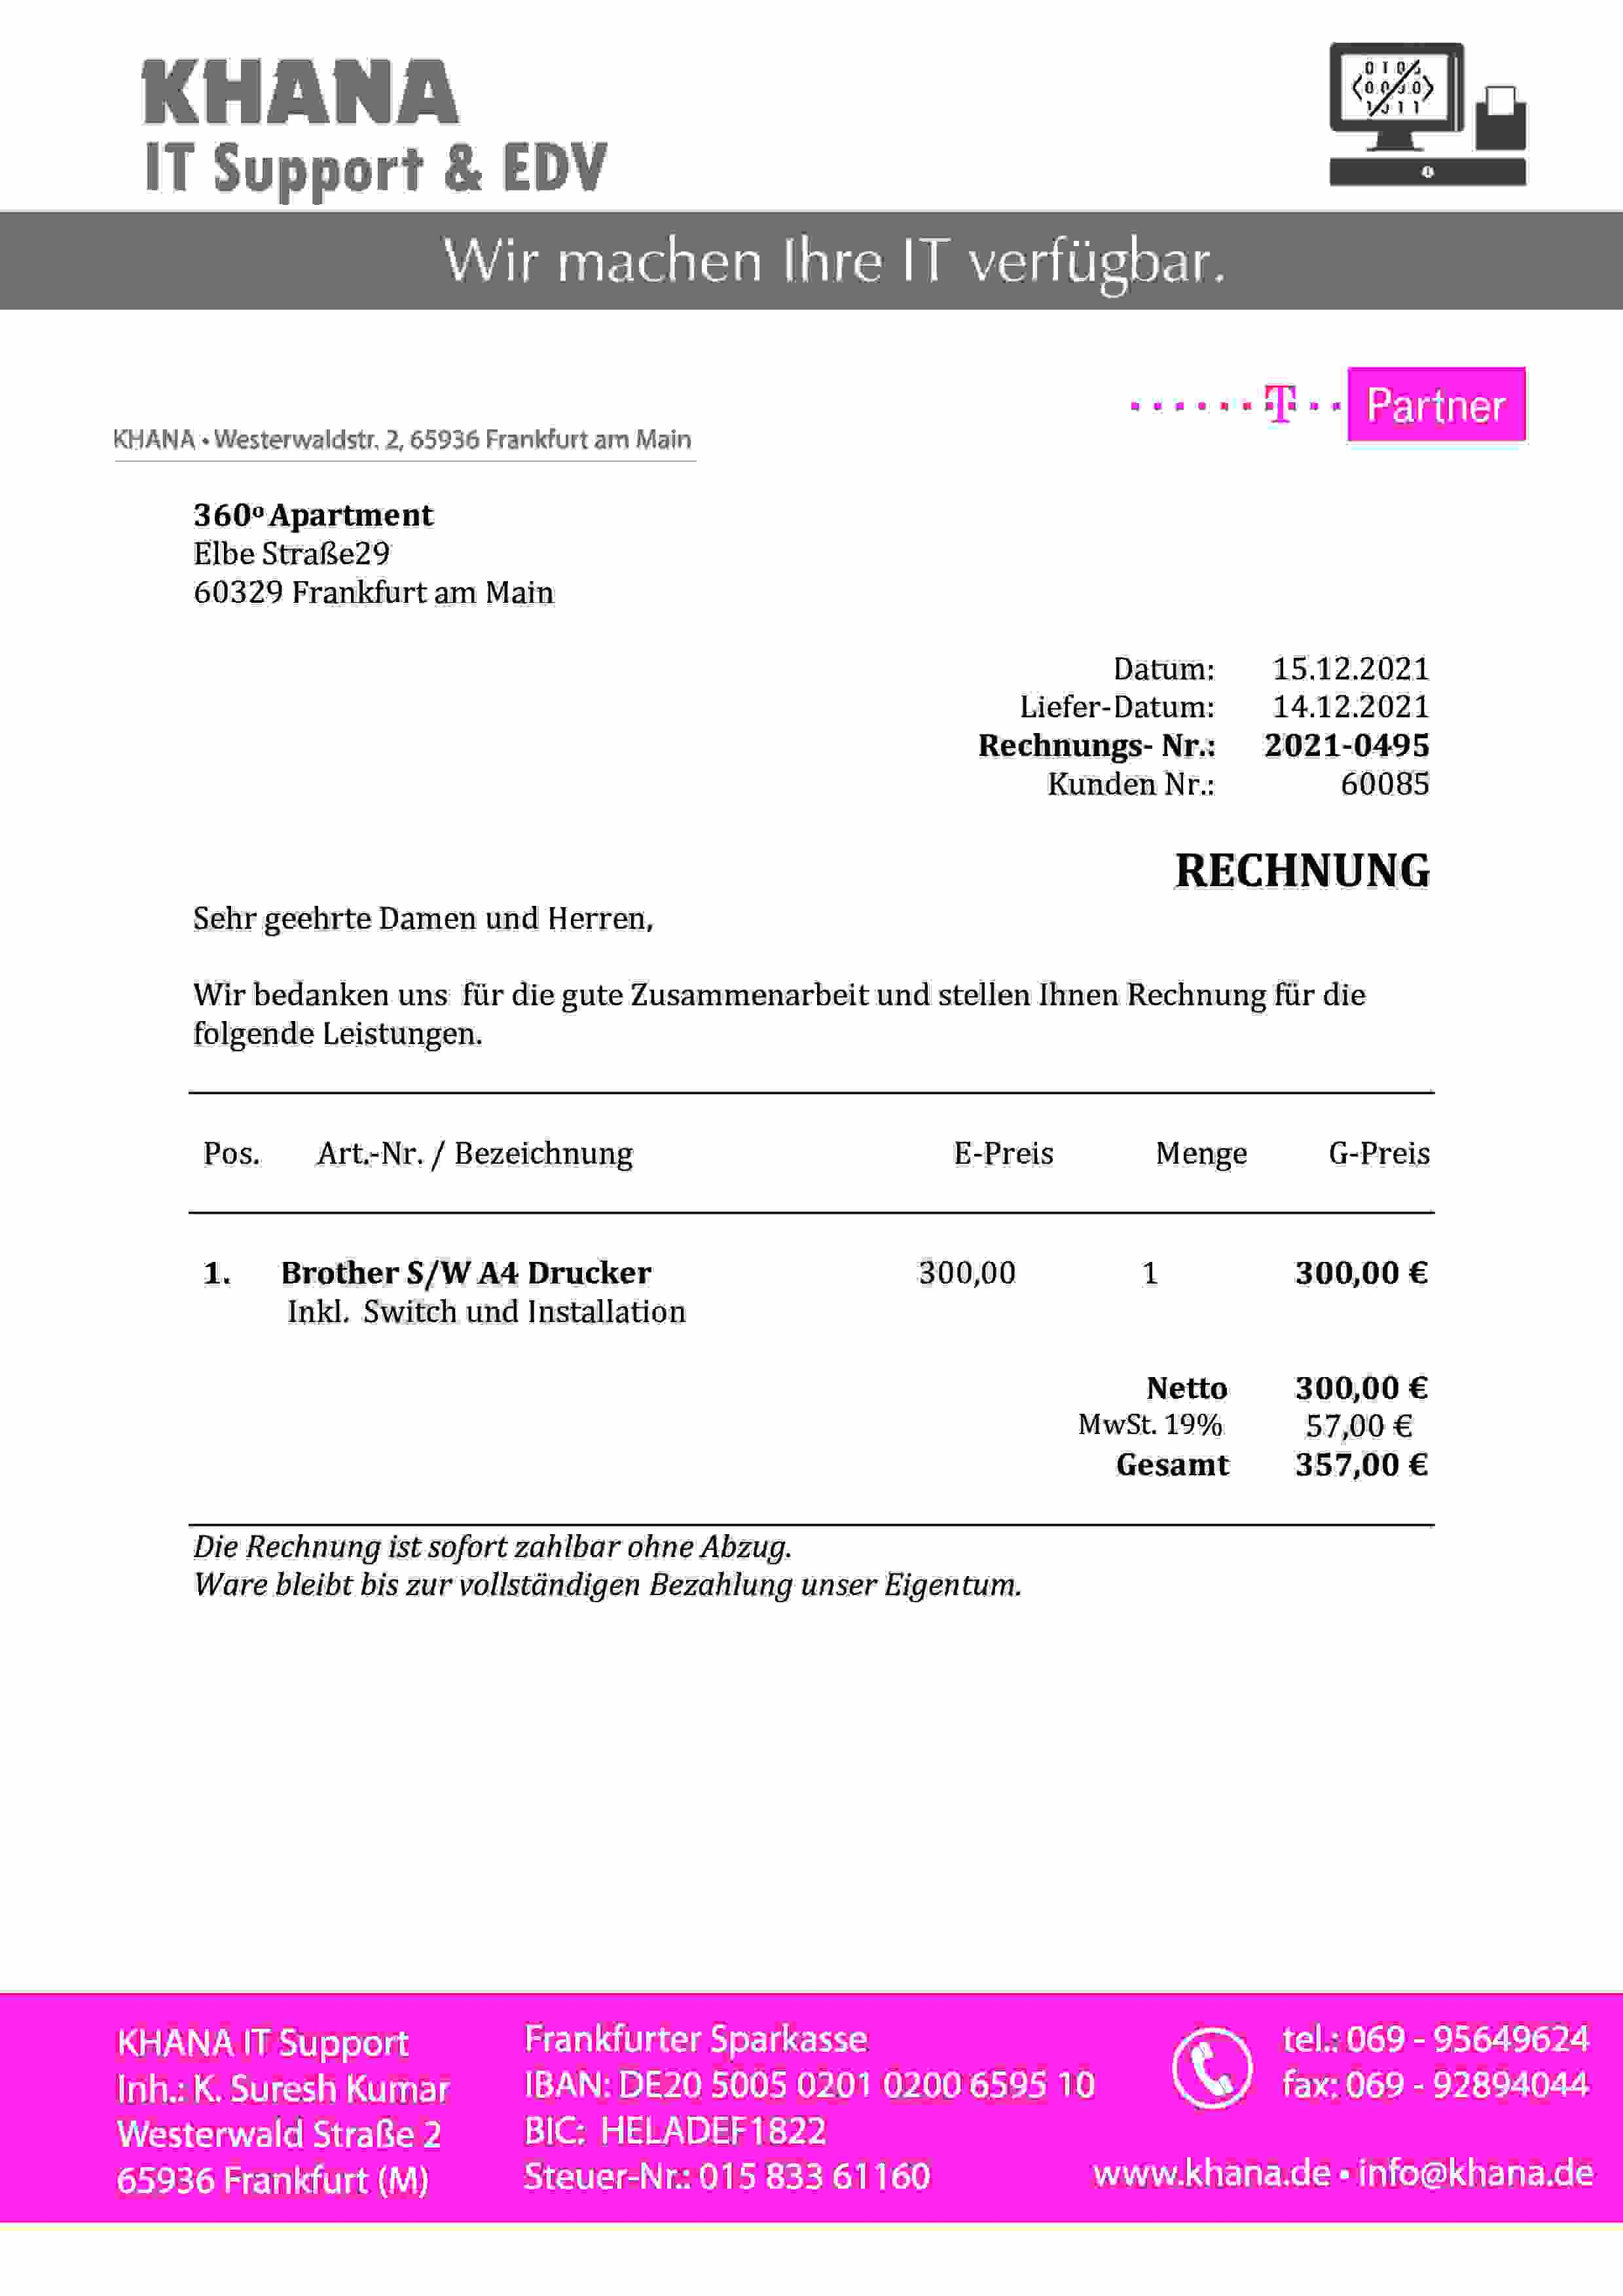 KHANA
IT Support & EDV
Wir machen Ihre IT verfügbar.
T Partner
KHANA • Westerwaldstr. 2, 65936 Frankfurt am Main
360º Apartment
Elbe Straße29
60329 Frankfurt am Main
Datum: 15.12.2021
Liefer-Datum: 14.12.2021
Rechnungs- Nr.: 2021-0495
Kunden Nr.: 60085
RECHNUNG
Sehr geehrte Damen und Herren,
Wir bedanken uns für die gute Zusammenarbeit und stellen Ihnen Rechnung für die
folgende Leistungen.
Pos. Art.-Nr. / Bezeichnung E-Preis Menge G-Preis
1. Brother S/W A4 Drucker 300,00 1 300,00 €
Inkl. Switch und Installation
Netto 300,00 €
MwSt. 19% 57,00 €
Gesamt 357,00 €
Die Rechnung ist sofort zahlbar ohne Abzug.
Ware bleibt bis zur vollständigen Bezahlung unser Eigentum.
KHANA IT Support
Inh.: K. Suresh Kumar
Westerwald Straße 2
65936 Frankfurt (M)
Frankfurter Sparkasse
IBAN: DE20 5005 0201 0200 6595 10
BIC: HELADEF1822
Steuer-Nr.: 015 833 61160
tel.: 069 - 95649624
fax: 069 - 92894044
www.khana.de • info@khana.de